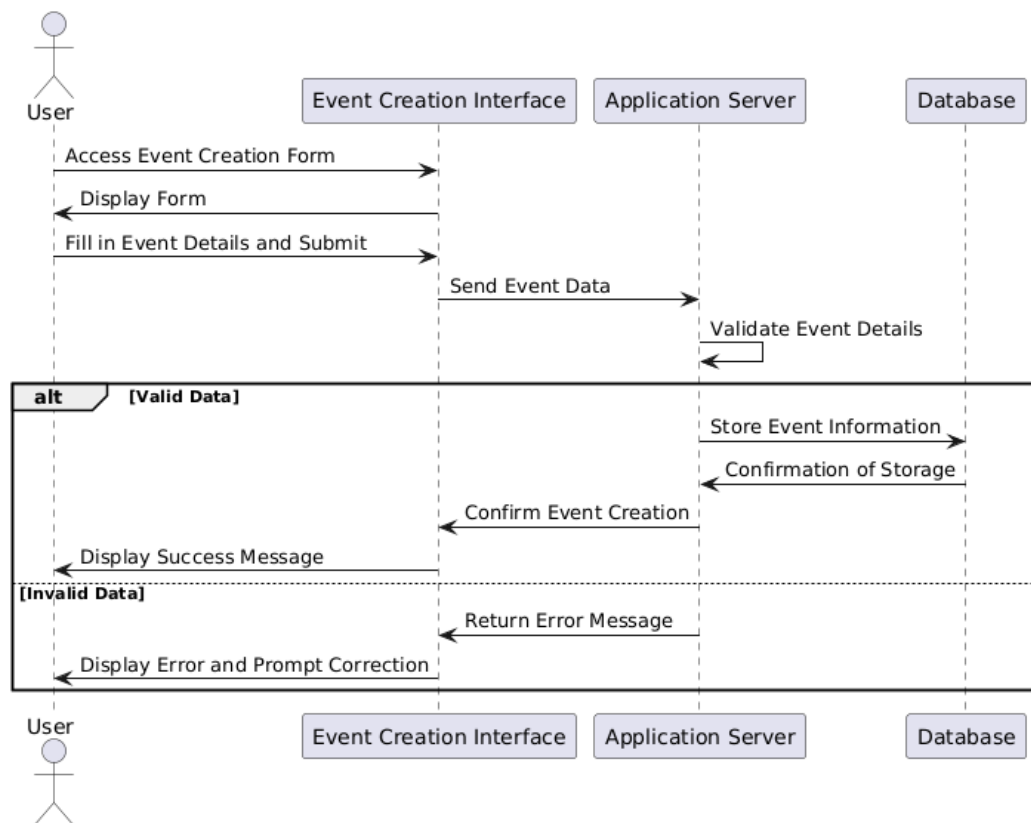 User
Event Creation Interface
Application Server
Database
Access Event Creation Form
Display Form
Fill in Event Details and Submit
Send Event Data
Validate Event Details
alt
[Valid Data]
Store Event Information
Confirmation of Storage
Confirm Event Creation
Display Success Message
[Invalid Data]
Return Error Message
Display Error and Prompt Correction
User
Event Creation Interface
Application Server
Database